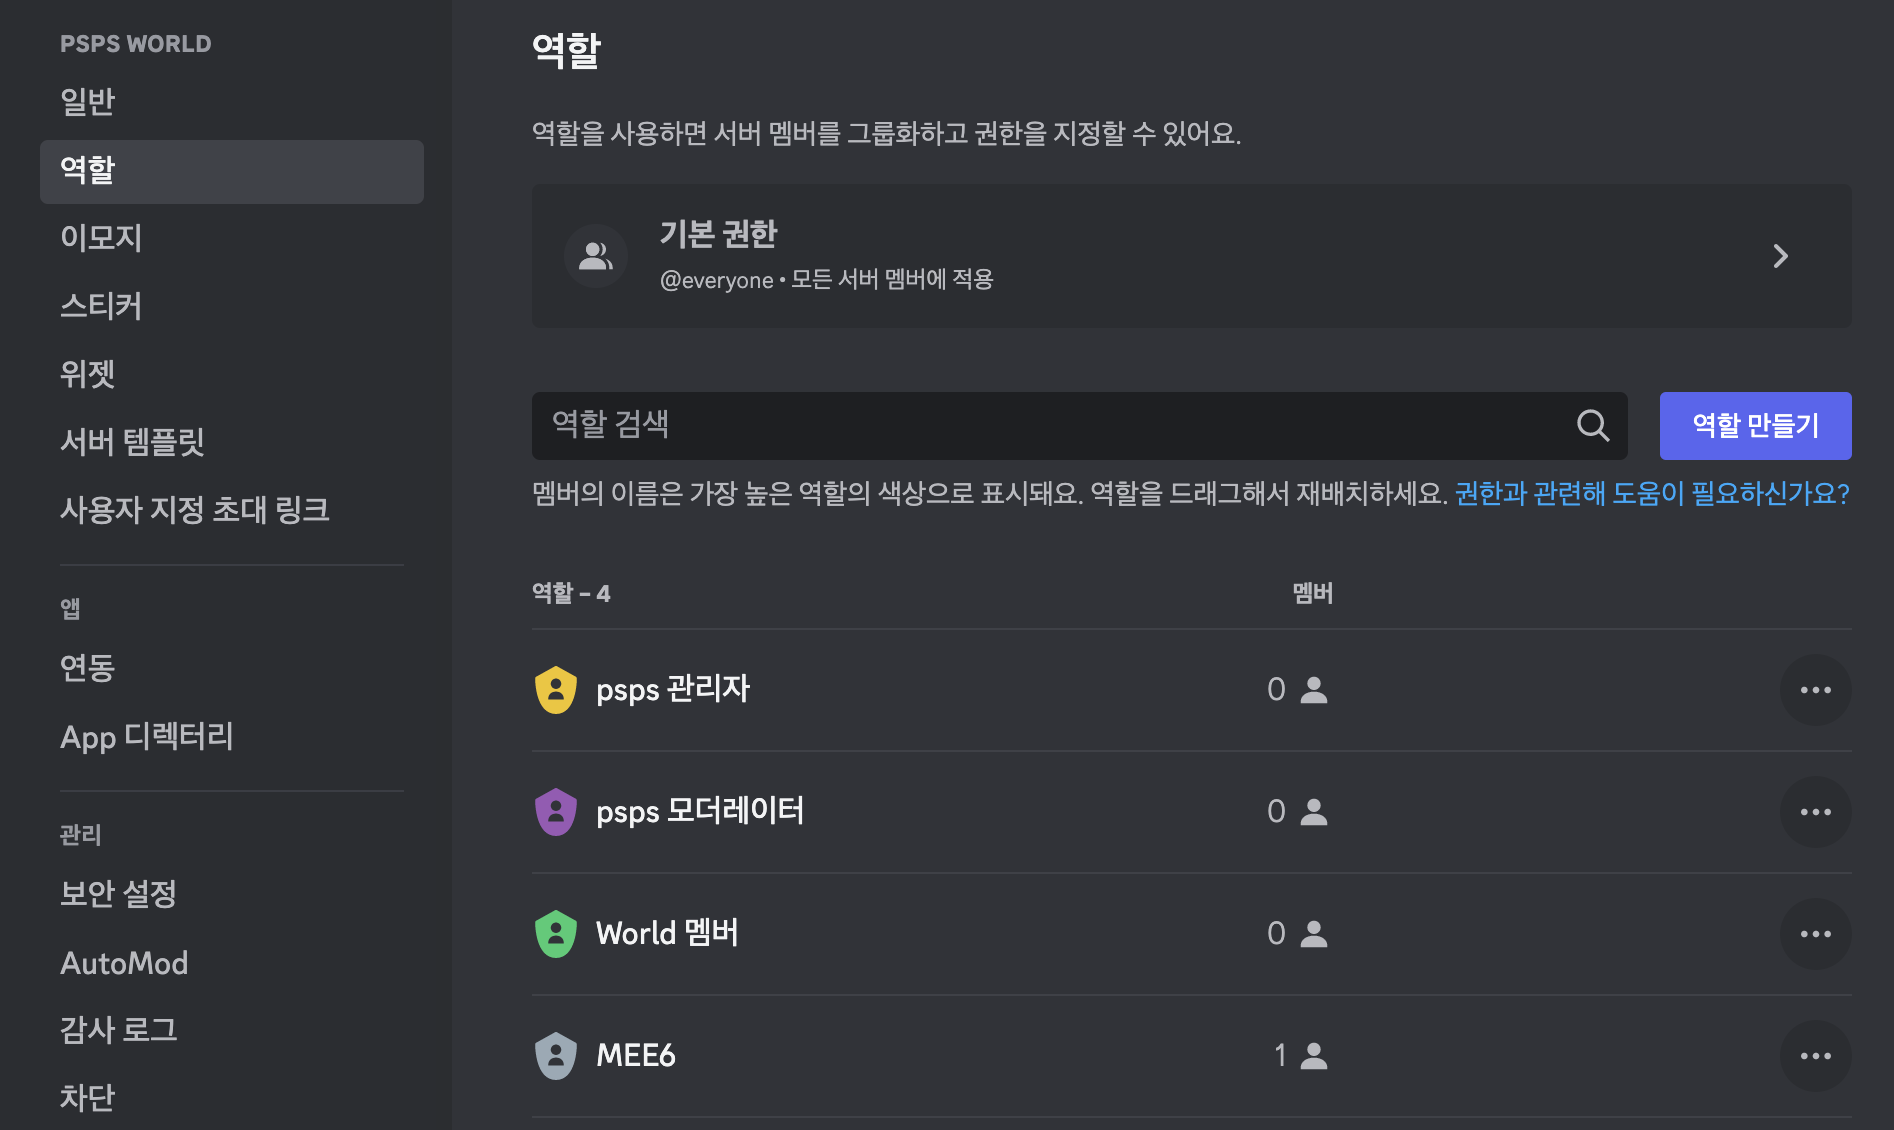 PSPS WORLD
일반
역할
이모지
스티커
위젯
서버 템플릿
사용자 지정 초대 링크
앱
연동
App 디렉터리
관리
보안 설정
AutoMod
감사 로그
차단
역할
역할을 사용하면 서버 멤버를 그룹화하고 권한을 지정할 수 있어요.
기본 권한
@everyone • 모든 서버 멤버에 적용
역할 검색
역할 만들기
멤버의 이름은 가장 높은 역할의 색상으로 표시돼요. 역할을 드래그해서 재배치하세요. 권한과 관련해 도움이 필요하신가요?
역할 – 4 멤버
psps 관리자 0
psps 모더레이터 0
World 멤버 0
MEE6 1